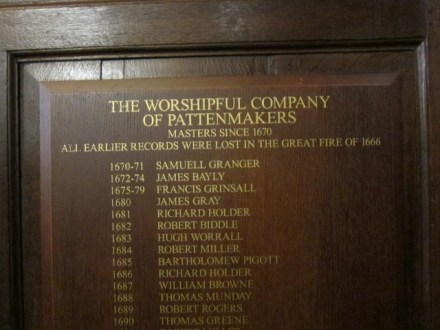 THE WORSHIPFUL COMPANY
OF PATTENMAKERS
MASTERS SINCE 1670
ALL EARLIER RECORDS WERE LOST IN THE GREAT FIRE OF 1666
1670-71 SAMUELL GRANGER
1672-74 JAMES BAYLY
1675-79 FRANCIS GRINSALL
1680 JAMES GRAY
1681 RICHARD HOLDER
1682 ROBERT BIDDLE
1683 HUGH WORRALL
1684 ROBERT MILLER
1685 BARTHOLOMEW PIGOTT
1686 RICHARD HOLDER
1687 WILLIAM BROWNE
1688 THOMAS MUNDAY
1689 ROBERT ROGERS
1690 THOMAS GREENE